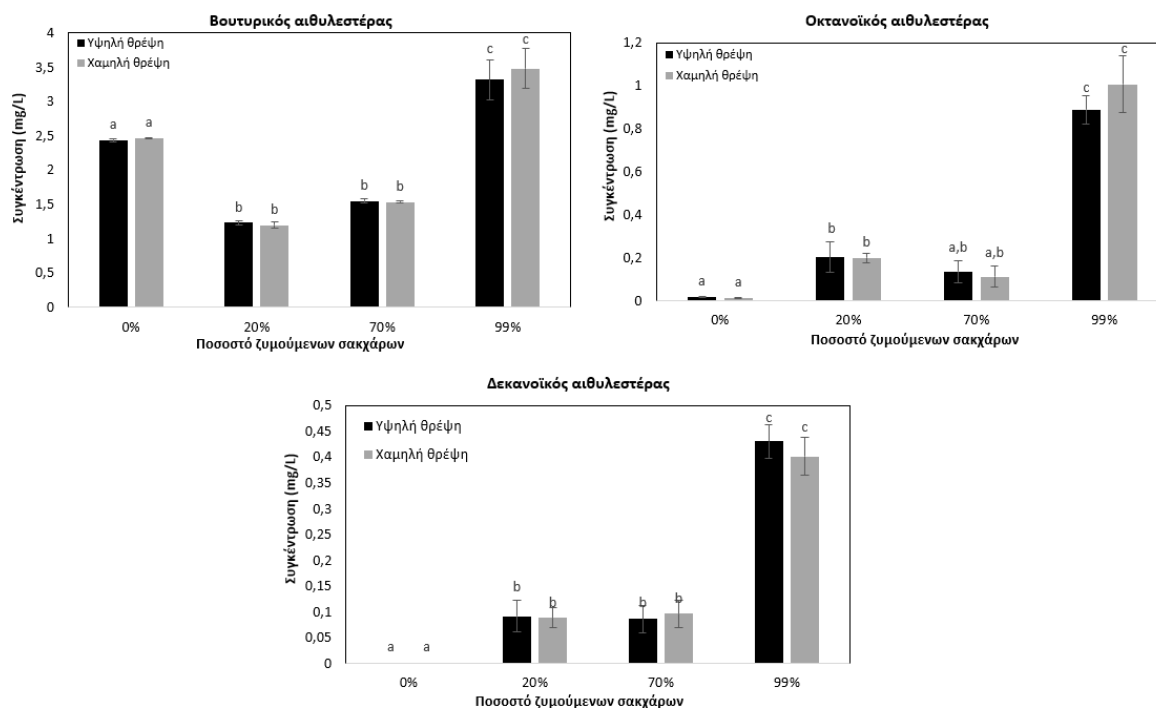 Βουτυρικός αιθυλεστέρας
Υψηλή θρέψη
Χαμηλή θρέψη
Συγκέντρωση (mg/L)
4
3,5
3
2,5
2
1,5
1
0,5
0
a a
b b
b b
c c
0% 20% 70% 99%
Ποσοστό ζυμούμενων σακχάρων
Οκτανοϊκός αιθυλεστέρας
Υψηλή θρέψη
Χαμηλή θρέψη
Συγκέντρωση (mg/L)
1,2
1
0,8
0,6
0,4
0,2
0
a a
b b
a,b a,b
c c
0% 20% 70% 99%
Ποσοστό ζυμούμενων σακχάρων
Δεκανοϊκός αιθυλεστέρας
Υψηλή θρέψη
Χαμηλή θρέψη
Συγκέντρωση (mg/L)
0,5
0,45
0,4
0,35
0,3
0,25
0,2
0,15
0,1
0,05
0
a a
b b
b b
c c
0% 20% 70% 99%
Ποσοστό ζυμούμενων σακχάρων